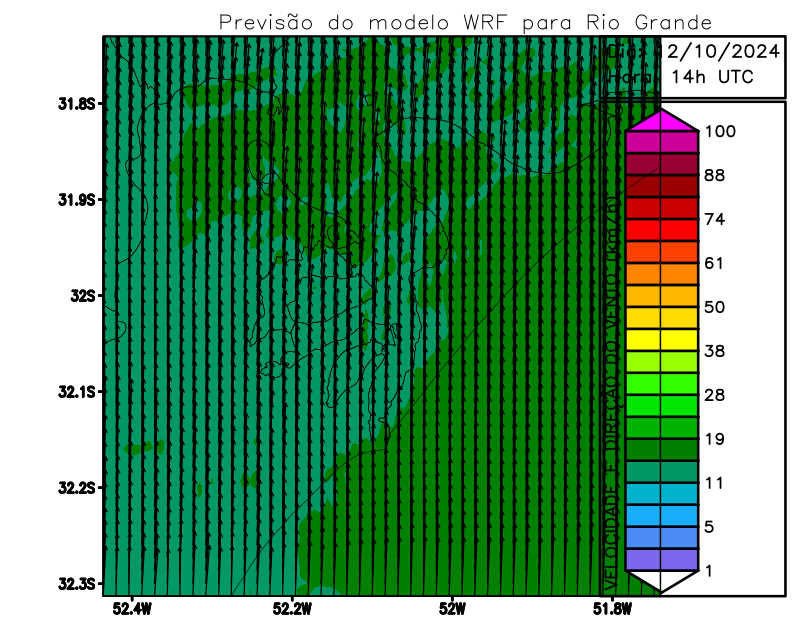 Previsão do modelo WRF para Rio Grande
Dia: 2/10/2024
Hora: 14h UTC
31.8S
31.9S
32S
32.1S
32.2S
32.3S
52.4W
52.2W
52W
51.8W
VELOCIDADE E DIREÇÃO DO VENTO (km/h)
100
88
74
61
50
38
28
19
11
5
1